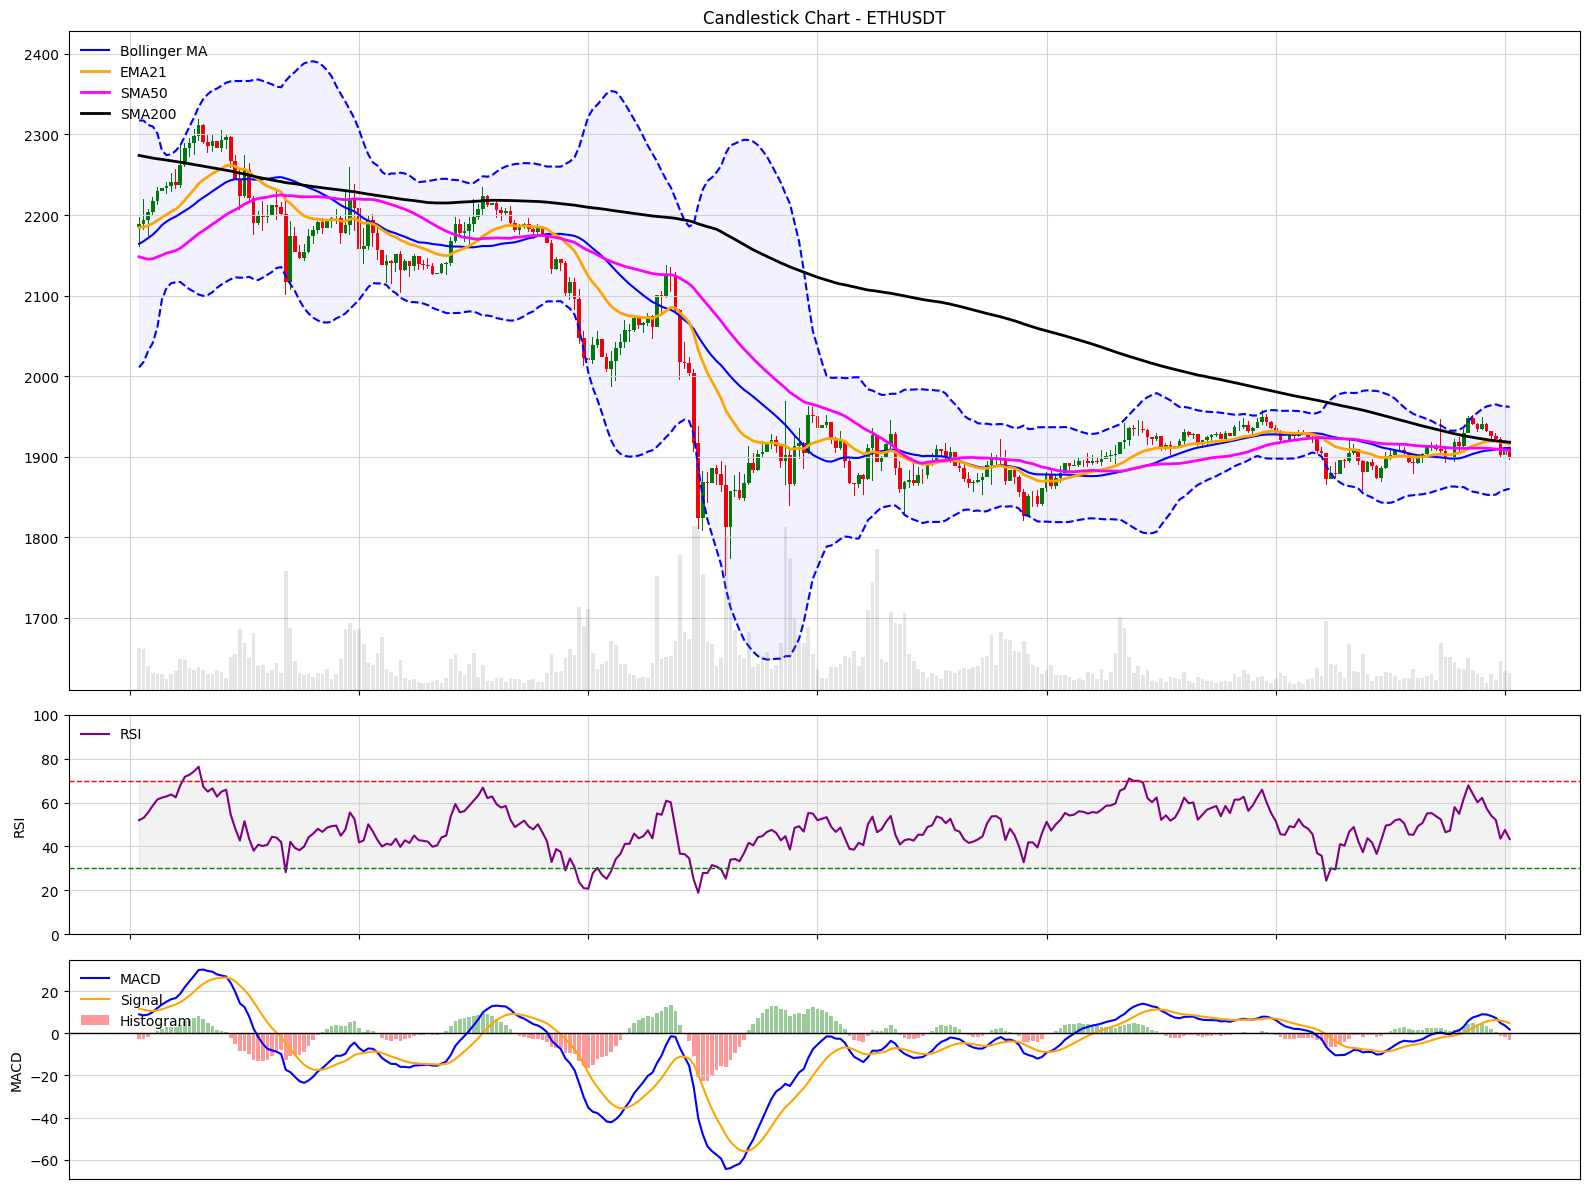 Candlestick Chart - ETHUSDT
Bollinger MA
EMA21
SMA50
SMA200
2400
2300
2200
2100
2000
1900
1800
1700
RSI
100
80
60
40
20
0
RSI
MACD
Signal
Histogram
20
0
−20
−40
−60
MACD